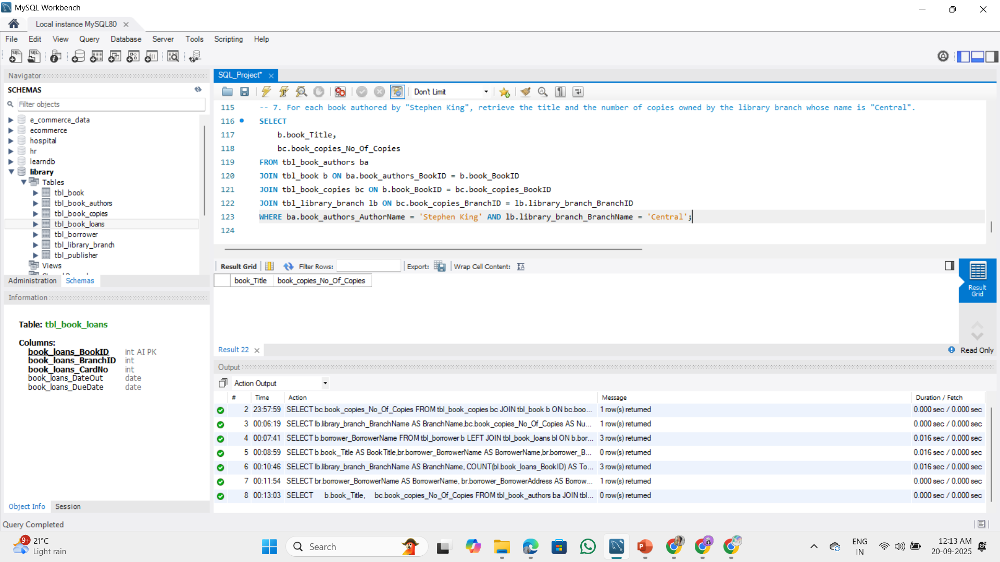 MySQL Workbench
Local instance MySQL80
File Edit View Query Database Server Tools Scripting Help
Navigator
SCHEMAS
Filter objects
e_commerce_data
ecommerce
hospital
hr
learndb
library
Tables
tbl_book
tbl_book_authors
tbl_book_copies
tbl_book_loans
tbl_borrower
tbl_library_branch
tbl_publisher
Views
Administration Schemas
Information
Table: tbl_book_loans
Columns:
book_loans_BookID int AI PK
book_loans_BranchID int
book_loans_CardNo int
book_loans_DateOut date
book_loans_DueDate date
Object Info Session
Query Completed
SQL_Project*
Don't Limit
115 -- 7. For each book authored by "Stephen King", retrieve the title and the number of copies owned by the library branch whose name is "Central".
116 SELECT
117 b.book_Title,
118 bc.book_copies_No_Of_Copies
119 FROM tbl_book_authors ba
120 JOIN tbl_book b ON ba.book_authors_BookID = b.book_BookID
121 JOIN tbl_book_copies bc ON b.book_BookID = bc.book_copies_BookID
122 JOIN tbl_library_branch lb ON bc.book_copies_BranchID = lb.library_branch_BranchID
123 WHERE ba.book_authors_AuthorName = 'Stephen King' AND lb.library_branch_BranchName = 'Central';
124
Result Grid Filter Rows: Export: Wrap Cell Content:
book_Title book_copies_No_Of_Copies
Result Grid
Result 22 Read Only
Output
Action Output
# Time Action Message Duration / Fetch
2 23:57:59 SELECT bc.book_copies_No_Of_Copies FROM tbl_book_copies bc JOIN tbl_book b ON bc.boo... 1 row(s) returned 0.000 sec / 0.000 sec
3 00:06:19 SELECT lb.library_branch_BranchName AS BranchName,bc.book_copies_No_Of_Copies AS Nu... 1 row(s) returned 0.000 sec / 0.000 sec
4 00:07:41 SELECT b.borrower_BorrowerName FROM tbl_borrower b LEFT JOIN tbl_book_loans bl ON b.bor... 3 row(s) returned 0.016 sec / 0.000 sec
5 00:08:59 SELECT b.book_Title AS BookTitle,br.borrower_BorrowerName AS BorrowerName,br.borrower_B... 0 row(s) returned 0.016 sec / 0.000 sec
6 00:10:46 SELECT lb.library_branch_BranchName AS BranchName, COUNT(bl.book_loans_BookID) AS To... 3 row(s) returned 0.016 sec / 0.000 sec
7 00:11:54 SELECT br.borrower_BorrowerName AS BorrowerName, br.borrower_BorrowerAddress AS Borrow... 1 row(s) returned 0.000 sec / 0.000 sec
8 00:13:03 SELECT b.book_Title, bc.book_copies_No_Of_Copies FROM tbl_book_authors ba JOIN tbl... 0 row(s) returned 0.000 sec / 0.000 sec
9+ 21°C
Light rain
Search
ENG
IN
12:13 AM
20-09-2025